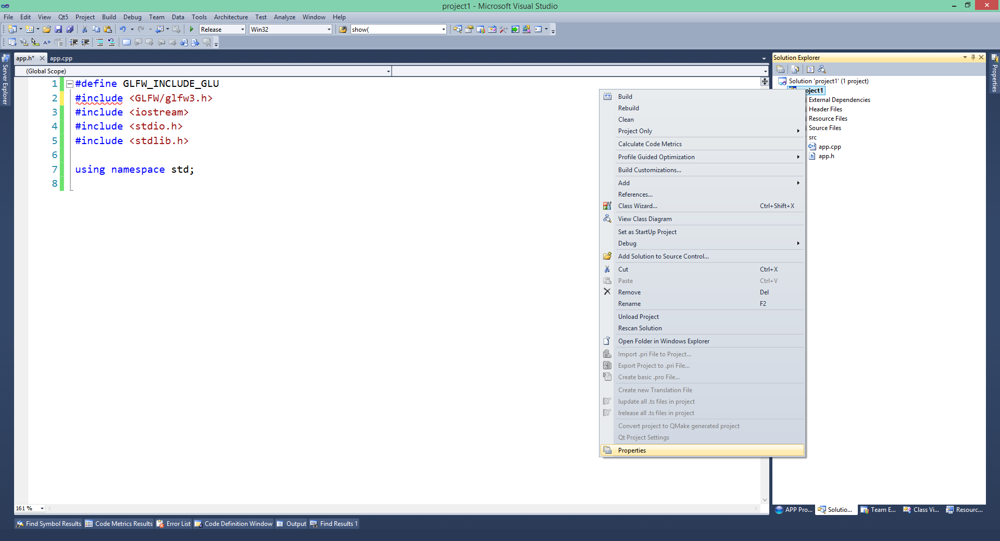 project1 - Microsoft Visual Studio
File Edit View Qt5 Project Build Debug Team Data Tools Architecture Test Analyze Window Help
Release Win32 show(
app.h* app.cpp
(Global Scope)
Server Explorer
1 #define GLFW_INCLUDE_GLU
2 #include <GLFW/glfw3.h>
3 #include <iostream>
4 #include <stdio.h>
5 #include <stdlib.h>
6
7 using namespace std;
8
Build
Rebuild
Clean
Project Only
Calculate Code Metrics
Profile Guided Optimization
Build Customizations...
Add
References...
Class Wizard... Ctrl+Shift+X
View Class Diagram
Set as StartUp Project
Debug
Add Solution to Source Control...
Cut Ctrl+X
Paste Ctrl+V
Remove Del
Rename F2
Unload Project
Rescan Solution
Open Folder in Windows Explorer
Import .pri File to Project...
Export Project to .pri File...
Create basic .pro File...
Create new Translation File
lupdate all .ts files in project
lrelease all .ts files in project
Convert project to QMake generated project
Qt Project Settings
Properties
Solution Explorer
Solution 'project1' (1 project)
oject1
External Dependencies
Header Files
Resource Files
Source Files
src
app.cpp
app.h
Properties
161 %
APP Pro... Solutio... Team E... Class Vi... Resourc...
Find Symbol Results Code Metrics Results Error List Code Definition Window Output Find Results 1